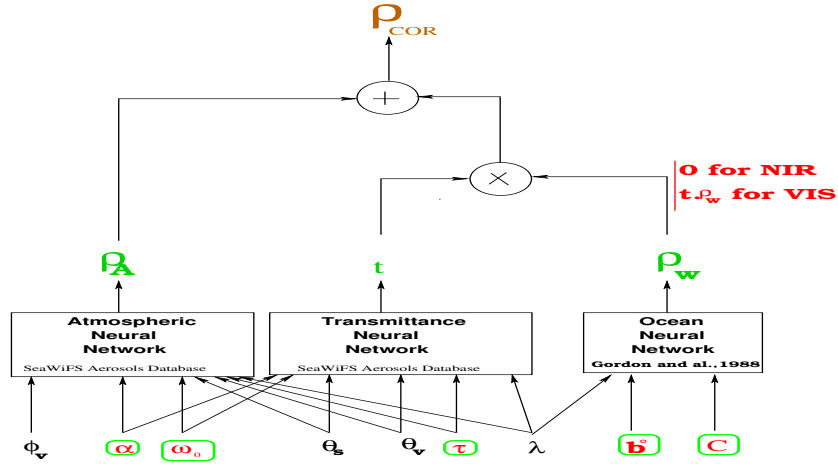 ρCOR
+
×
0 for NIR
t.ρw for VIS
ρA
t
ρw
Atmospheric
Neural
Network
SeaWiFS Aerosols Database
Transmittance
Neural
Network
SeaWiFS Aerosols Database
Ocean
Neural
Network
Gordon and al.,1988
ϕv
α
ω0
θs
θv
τ
λ
b°
C